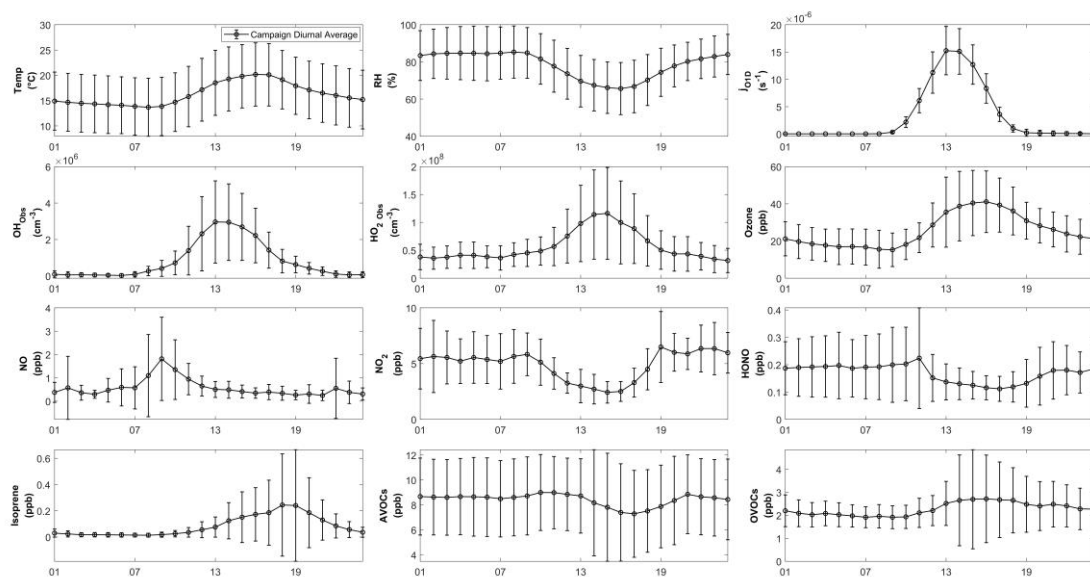 Campaign Diurnal Average
Temp
(°C)
30
25
20
15
10
01 07 13 19
RH
(%)
100
80
60
40
01 07 13 19
j_O1D
(s⁻¹)
×10⁻⁶
15
10
5
0
01 07 13 19
OH_Obs
(cm⁻³)
×10⁶
6
4
2
0
01 07 13 19
HO_2 Obs
(cm⁻³)
×10⁸
2
1.5
1
0.5
0
01 07 13 19
Ozone
(ppb)
60
40
20
0
01 07 13 19
NO
(ppb)
4
3
2
1
0
01 07 13 19
NO₂
(ppb)
10
5
0
01 07 13 19
HONO
(ppb)
0.4
0.3
0.2
0.1
0
01 07 13 19
Isoprene
(ppb)
0.6
0.4
0.2
0
01 07 13 19
AVOCs
(ppb)
12
10
8
6
4
01 07 13 19
OVOCs
(ppb)
4
3
2
1
0
01 07 13 19